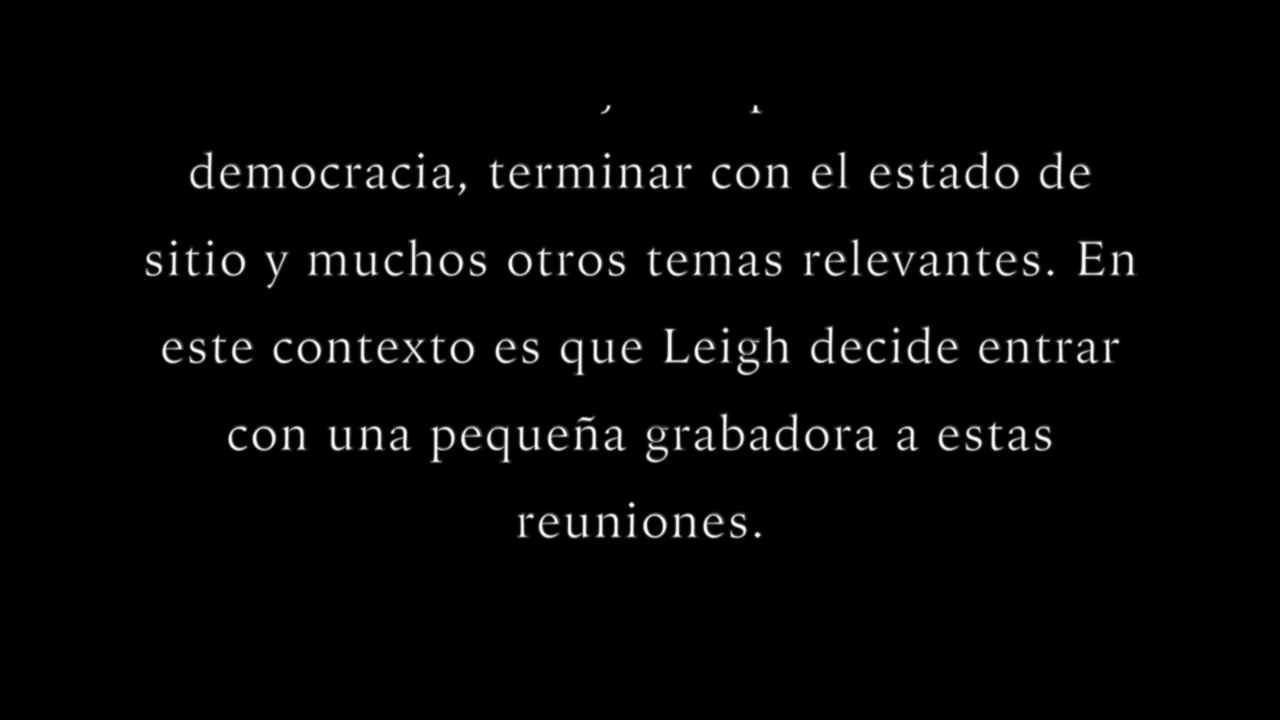 democracia, terminar con el estado de
sitio y muchos otros temas relevantes. En
este contexto es que Leigh decide entrar
con una pequeña grabadora a estas
reuniones.